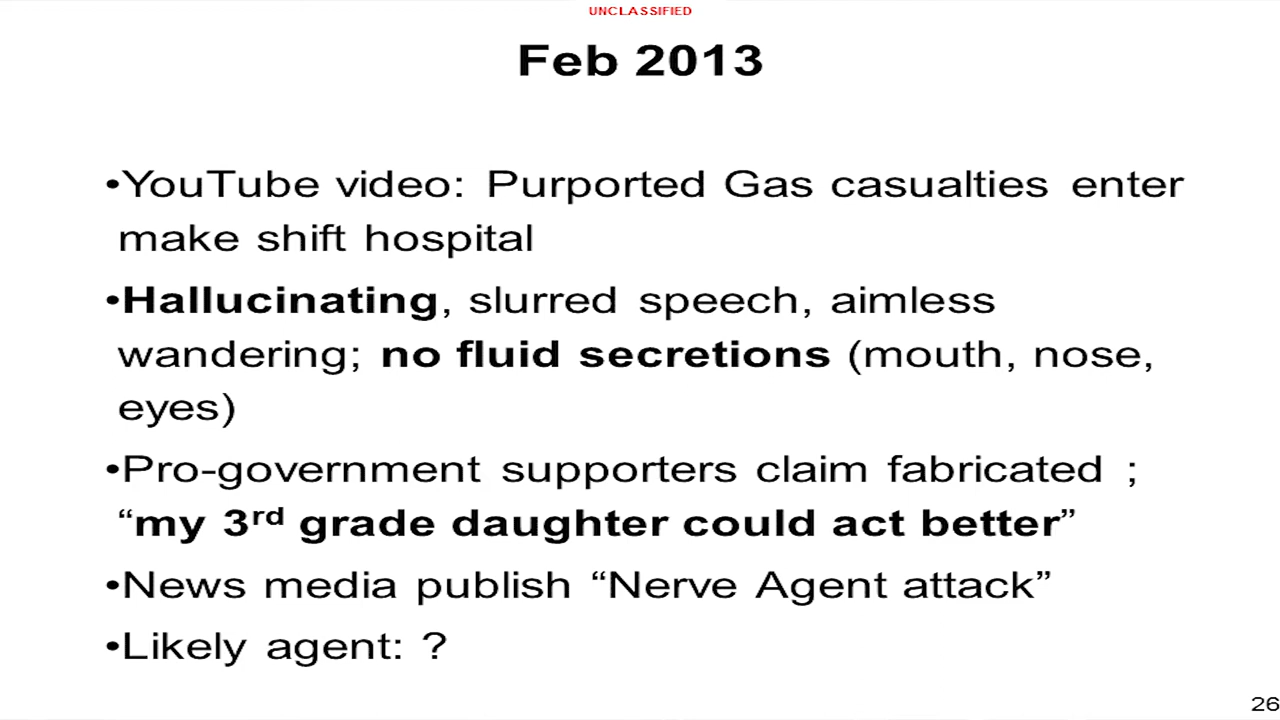 UNCLASSIFIED
Feb 2013
•YouTube video: Purported Gas casualties enter
make shift hospital
•Hallucinating, slurred speech, aimless
wandering; no fluid secretions (mouth, nose,
eyes)
•Pro-government supporters claim fabricated ;
“my 3rd grade daughter could act better”
•News media publish “Nerve Agent attack”
•Likely agent: ?
26